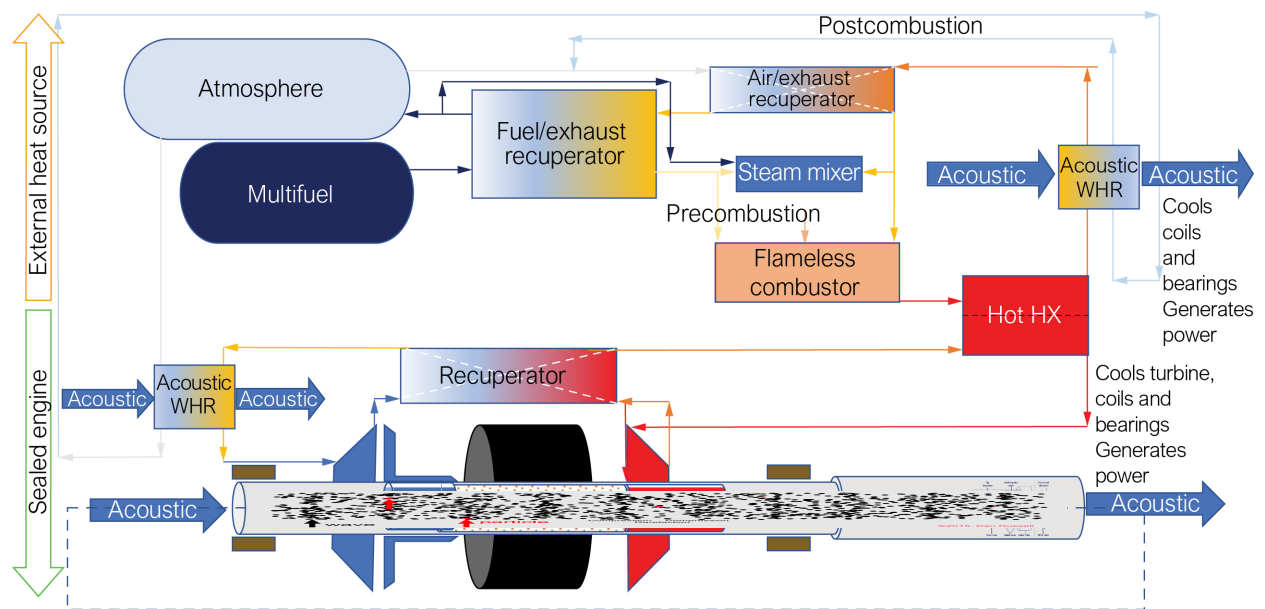 Postcombustion
External heat source
Atmosphere
Air/exhaust
recuperator
Fuel/exhaust
recuperator
Multifuel
Steam mixer
Acoustic
Acoustic
WHR
Acoustic
Precombustion
Cools
coils
and
bearings
Generates
power
Flameless
combustor
Hot HX
Sealed engine
Recuperator
Acoustic
Acoustic
WHR
Acoustic
Cools turbine,
coils and
bearings
Generates
power
Acoustic
wave
particle
Acoustic